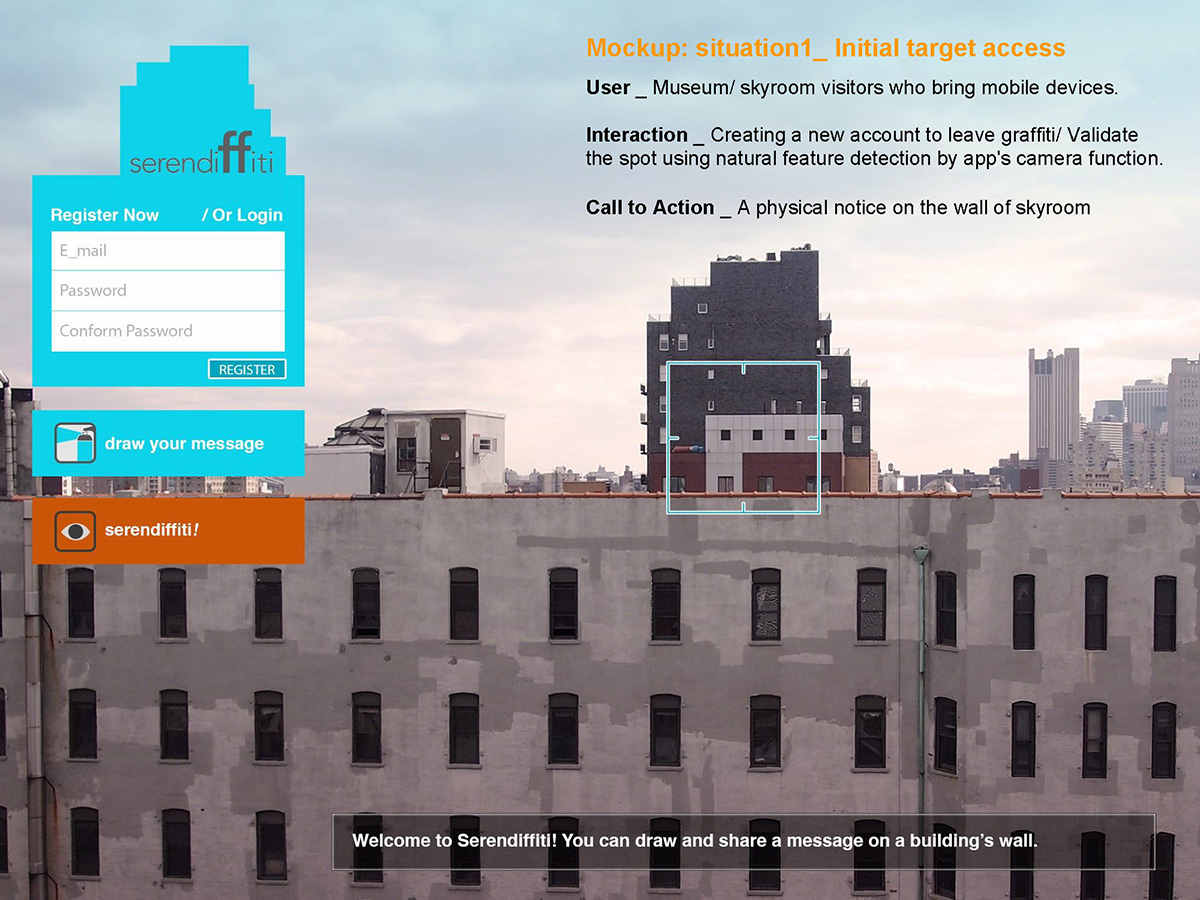 serendiffiti
Register Now / Or Login
E_mail
Password
Conform Password
REGISTER
draw your message
serendiffiti!
Mockup: situation1_ Initial target access
User _ Museum/ skyroom visitors who bring mobile devices.
Interaction _ Creating a new account to leave graffiti/ Validate
the spot using natural feature detection by app's camera function.
Call to Action _ A physical notice on the wall of skyroom
Welcome to Serendiffiti! You can draw and share a message on a building’s wall.